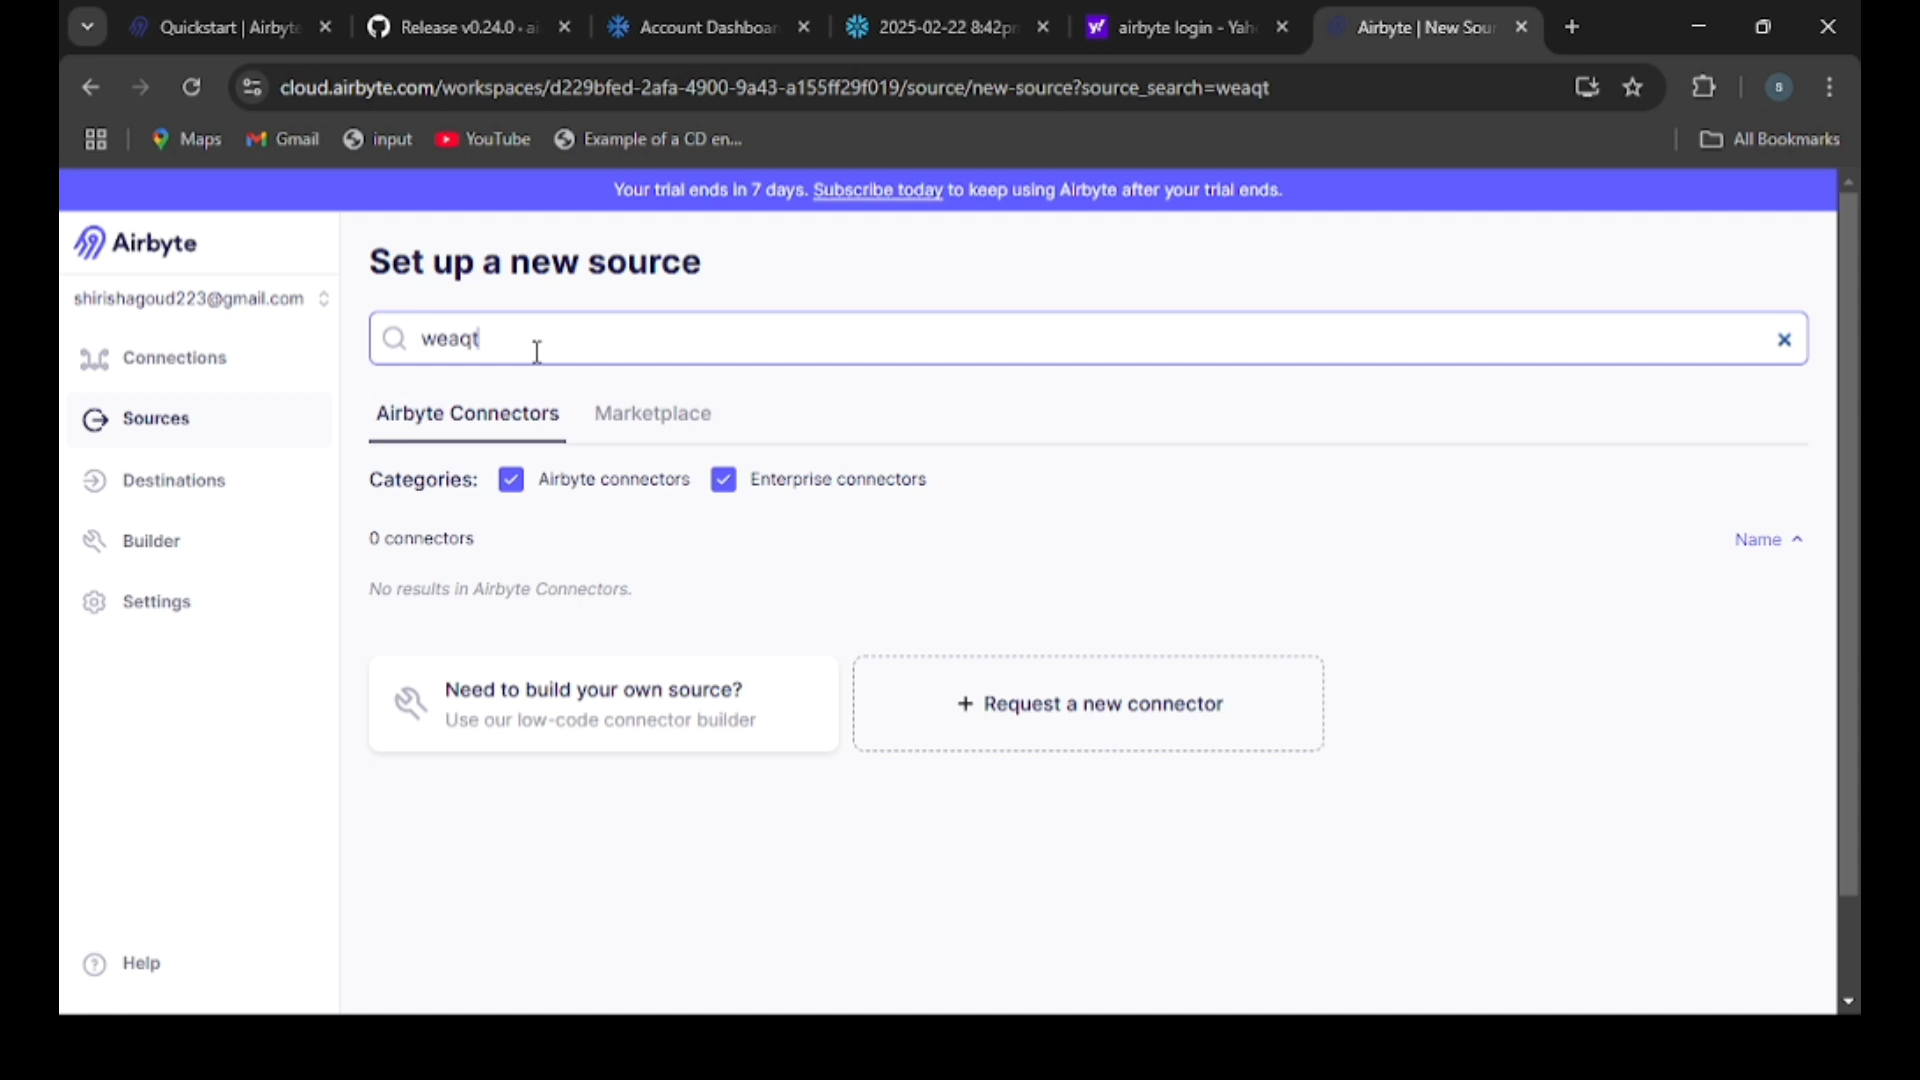 Quickstart | Airbyte
Release v0.24.0 · ai
Account Dashboar
2025-02-22 8:42pm
airbyte login - Yah
Airbyte | New Sour
cloud.airbyte.com/workspaces/d229bfed-2afa-4900-9a43-a155ff29f019/source/new-source?source_search=weaqt
s
Maps
Gmail
input
YouTube
Example of a CD en...
All Bookmarks
Your trial ends in 7 days. Subscribe today to keep using Airbyte after your trial ends.
Airbyte
shirishagoud223@gmail.com
Connections
Sources
Destinations
Builder
Settings
Help
Set up a new source
weaqt
Airbyte Connectors
Marketplace
Categories: Airbyte connectors Enterprise connectors
0 connectors
Name
No results in Airbyte Connectors.
Need to build your own source?
Use our low-code connector builder
+ Request a new connector